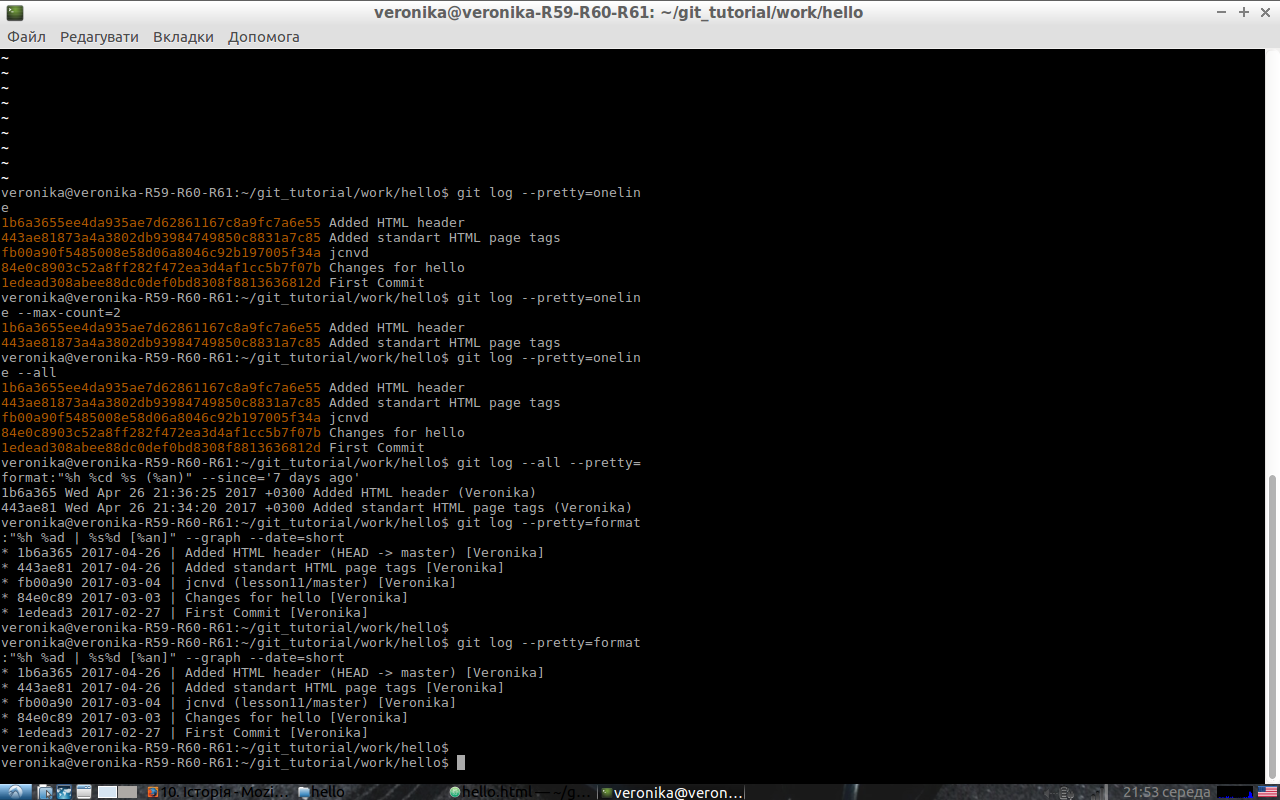 veronika@veronika-R59-R60-R61: ~/git_tutorial/work/hello
Файл Редагувати Вкладки Допомога
~
~
~
~
~
~
~
~
~
veronika@veronika-R59-R60-R61:~/git_tutorial/work/hello$ git log --pretty=onelin
e
1b6a3655ee4da935ae7d62861167c8a9fc7a6e55 Added HTML header
443ae81873a4a3802db93984749850c8831a7c85 Added standart HTML page tags
fb00a90f5485008e58d06a8046c92b197005f34a jcnvd
84e0c8903c52a8ff282f472ea3d4af1cc5b7f07b Changes for hello
1edead308abee88dc0def0bd8308f8813636812d First Commit
veronika@veronika-R59-R60-R61:~/git_tutorial/work/hello$ git log --pretty=onelin
e --max-count=2
1b6a3655ee4da935ae7d62861167c8a9fc7a6e55 Added HTML header
443ae81873a4a3802db93984749850c8831a7c85 Added standart HTML page tags
veronika@veronika-R59-R60-R61:~/git_tutorial/work/hello$ git log --pretty=onelin
e --all
1b6a3655ee4da935ae7d62861167c8a9fc7a6e55 Added HTML header
443ae81873a4a3802db93984749850c8831a7c85 Added standart HTML page tags
fb00a90f5485008e58d06a8046c92b197005f34a jcnvd
84e0c8903c52a8ff282f472ea3d4af1cc5b7f07b Changes for hello
1edead308abee88dc0def0bd8308f8813636812d First Commit
veronika@veronika-R59-R60-R61:~/git_tutorial/work/hello$ git log --all --pretty=
format:"%h %cd %s (%an)" --since='7 days ago'
1b6a365 Wed Apr 26 21:36:25 2017 +0300 Added HTML header (Veronika)
443ae81 Wed Apr 26 21:34:20 2017 +0300 Added standart HTML page tags (Veronika)
veronika@veronika-R59-R60-R61:~/git_tutorial/work/hello$ git log --pretty=format
:"%h %ad | %s%d [%an]" --graph --date=short
* 1b6a365 2017-04-26 | Added HTML header (HEAD -> master) [Veronika]
* 443ae81 2017-04-26 | Added standart HTML page tags [Veronika]
* fb00a90 2017-03-04 | jcnvd (lesson11/master) [Veronika]
* 84e0c89 2017-03-03 | Changes for hello [Veronika]
* 1edead3 2017-02-27 | First Commit [Veronika]
veronika@veronika-R59-R60-R61:~/git_tutorial/work/hello$
veronika@veronika-R59-R60-R61:~/git_tutorial/work/hello$ git log --pretty=format
:"%h %ad | %s%d [%an]" --graph --date=short
* 1b6a365 2017-04-26 | Added HTML header (HEAD -> master) [Veronika]
* 443ae81 2017-04-26 | Added standart HTML page tags [Veronika]
* fb00a90 2017-03-04 | jcnvd (lesson11/master) [Veronika]
* 84e0c89 2017-03-03 | Changes for hello [Veronika]
* 1edead3 2017-02-27 | First Commit [Veronika]
veronika@veronika-R59-R60-R61:~/git_tutorial/work/hello$
veronika@veronika-R59-R60-R61:~/git_tutorial/work/hello$
10. Історія - Mozi... hello hello.html — ~/g... veronika@veron... 21:53 середа